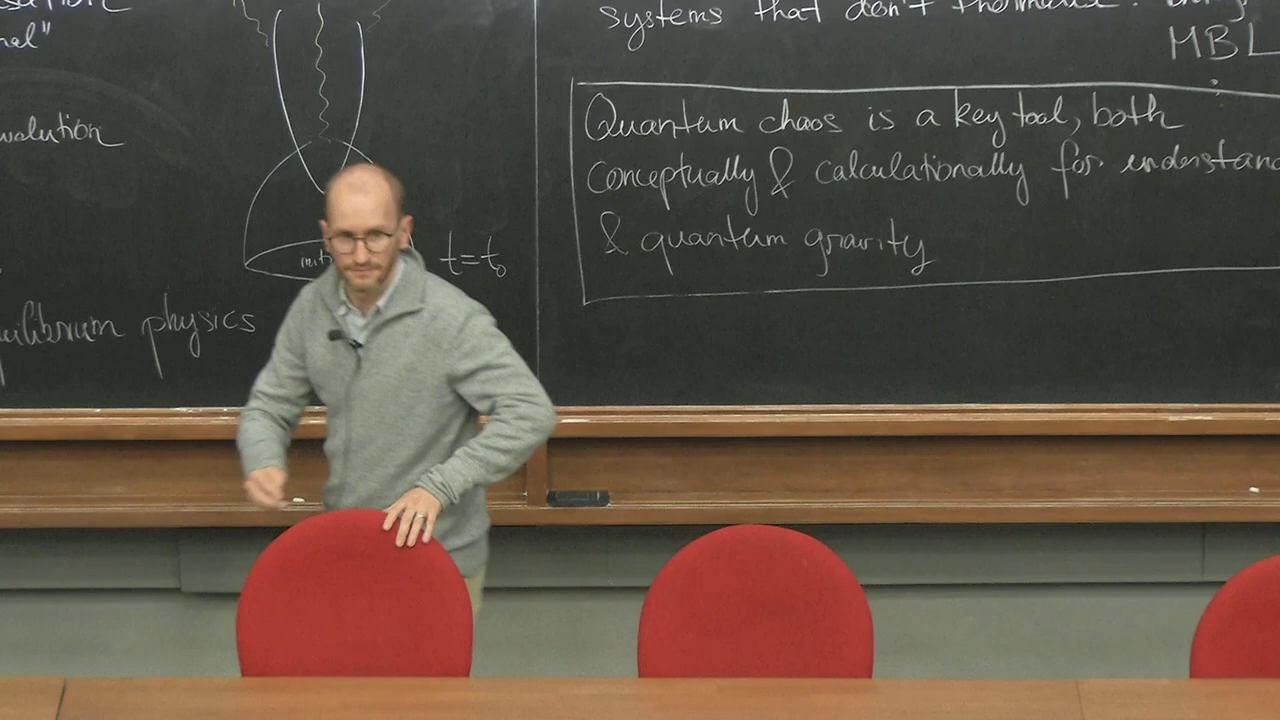 nal"
volution
t=t₀
uilibrium physics
systems that don't thermalize:
MBL
Quantum chaos is a key tool, both
conceptually & calculationally for understand
& quantum gravity